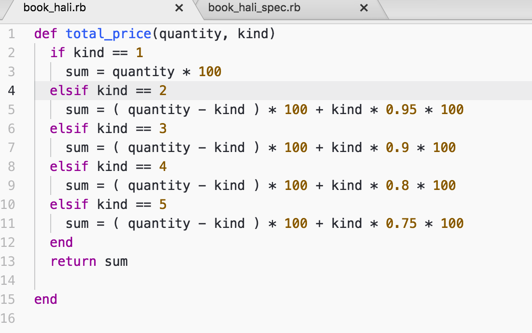 book_hali.rb × book_hali_spec.rb ×
1 def total_price(quantity, kind)
2 if kind == 1
3 sum = quantity * 100
4 elsif kind == 2
5 sum = ( quantity - kind ) * 100 + kind * 0.95 * 100
6 elsif kind == 3
7 sum = ( quantity - kind ) * 100 + kind * 0.9 * 100
8 elsif kind == 4
9 sum = ( quantity - kind ) * 100 + kind * 0.8 * 100
10 elsif kind == 5
11 sum = ( quantity - kind ) * 100 + kind * 0.75 * 100
12 end
13 return sum
14
15 end
16